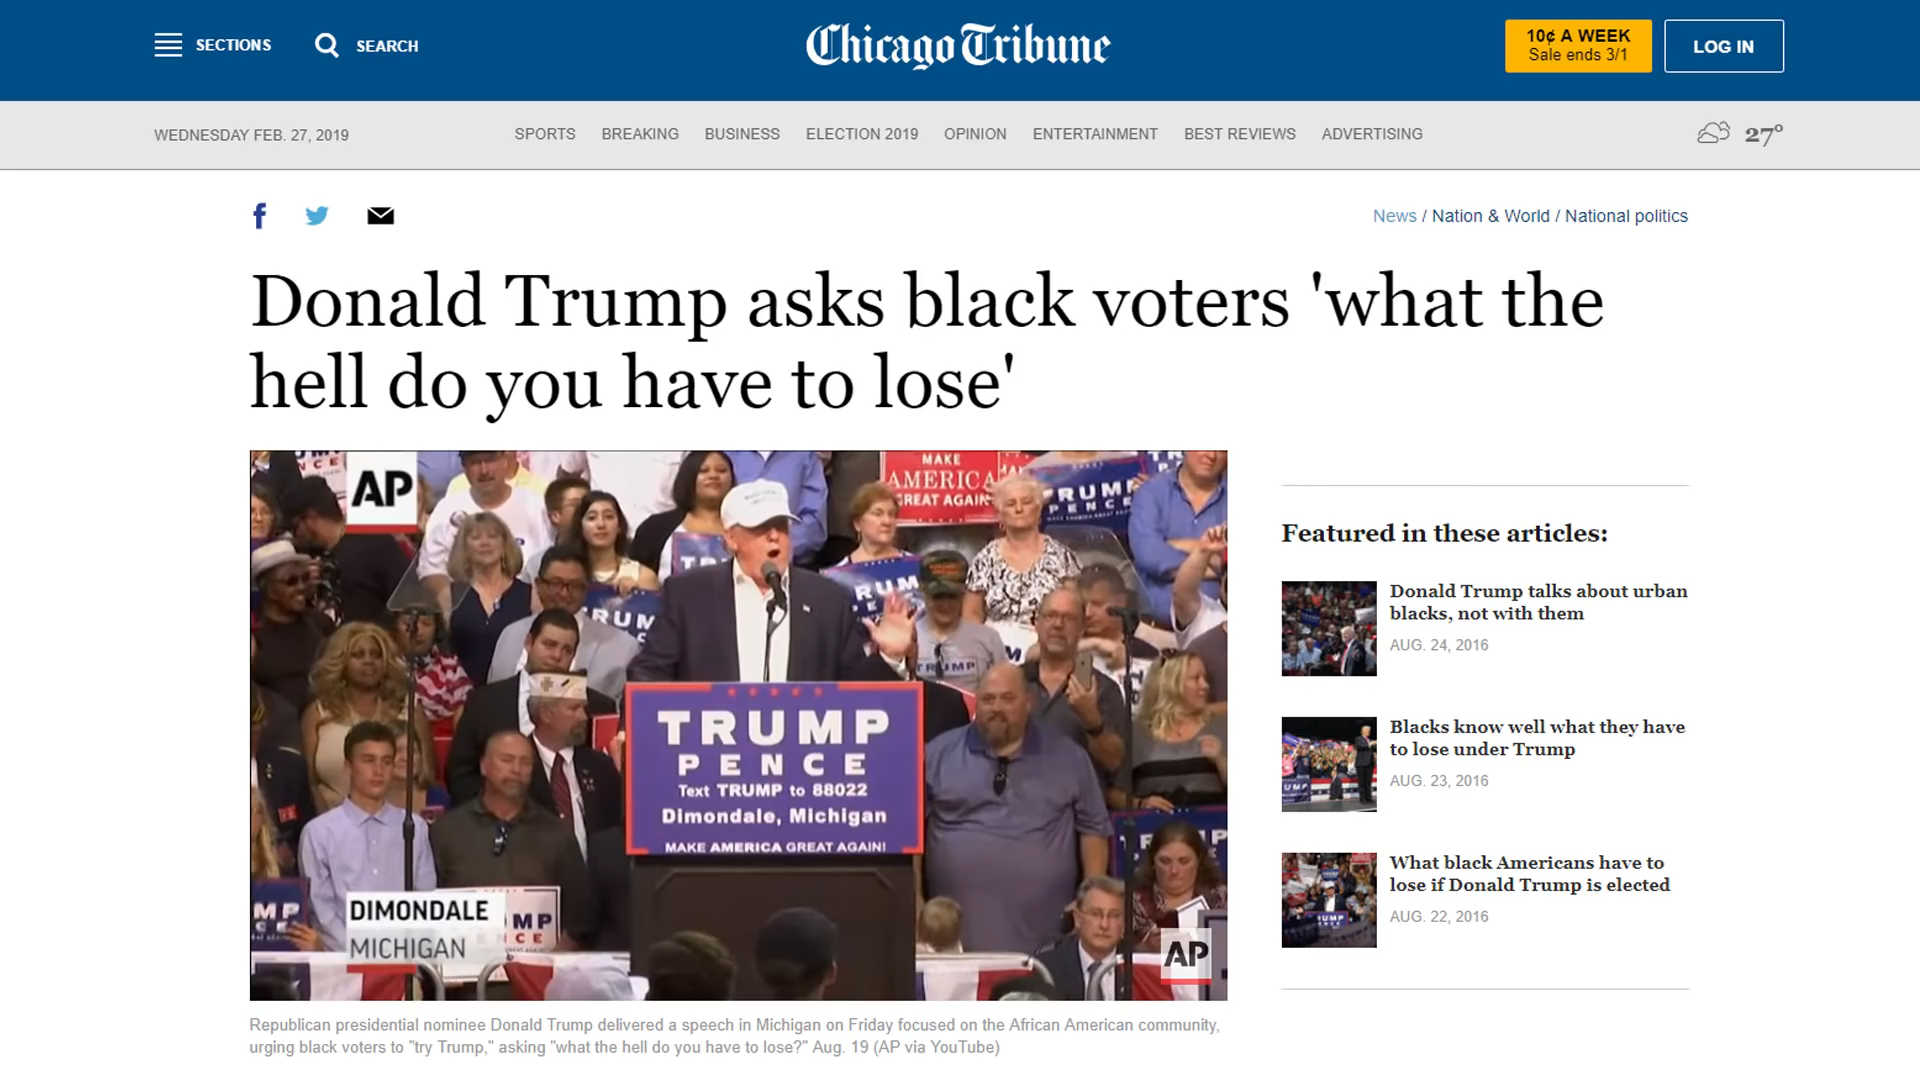 SECTIONS
SEARCH
Chicago Tribune
10¢ A WEEK
Sale ends 3/1
LOG IN
WEDNESDAY FEB. 27, 2019
SPORTS
BREAKING
BUSINESS
ELECTION 2019
OPINION
ENTERTAINMENT
BEST REVIEWS
ADVERTISING
27°
News / Nation & World / National politics
Donald Trump asks black voters 'what the
hell do you have to lose'
AP
MAKE
AMERICA
GREAT AGAIN
TRUMP
PENCE
TRUMP
PENCE
Text TRUMP to 88022
Dimondale, Michigan
MAKE AMERICA GREAT AGAIN!
DIMONDALE
MICHIGAN
AP
Republican presidential nominee Donald Trump delivered a speech in Michigan on Friday focused on the African American community,
urging black voters to "try Trump," asking "what the hell do you have to lose?" Aug. 19 (AP via YouTube)
Featured in these articles:
Donald Trump talks about urban
blacks, not with them
AUG. 24, 2016
Blacks know well what they have
to lose under Trump
AUG. 23, 2016
What black Americans have to
lose if Donald Trump is elected
AUG. 22, 2016